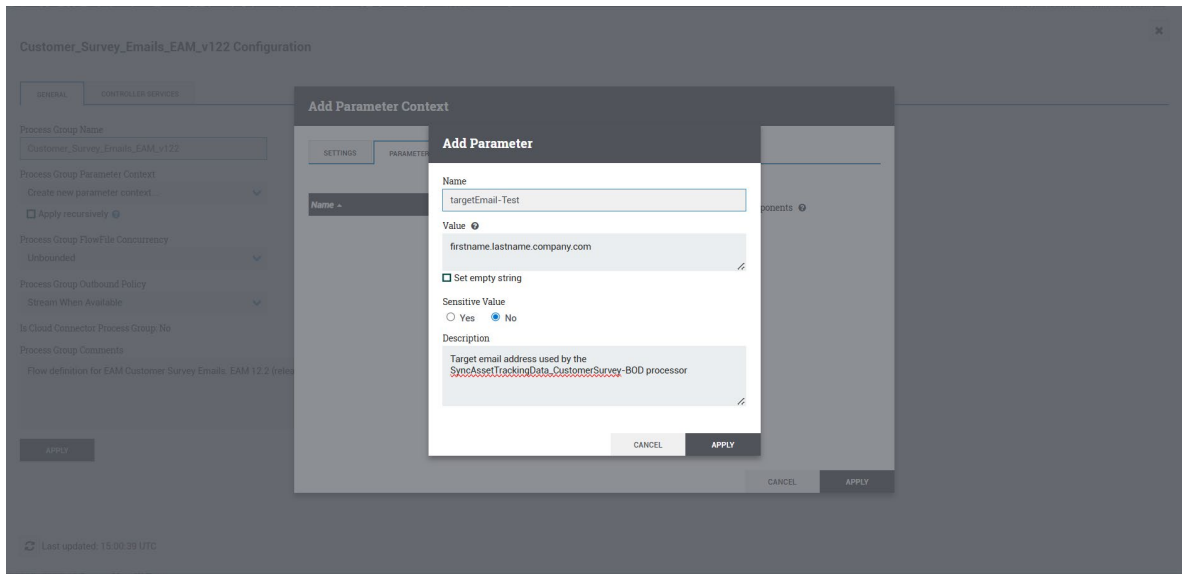 Customer_Survey_Emails_EAM_v122 Configuration
GENERAL
CONTROLLER SERVICES
Process Group Name
Customer_Survey_Emails_EAM_v122
Process Group Parameter Context
Create new parameter context...
Apply recursively
Process Group FlowFile Concurrency
Unbounded
Process Group Outbound Policy
Stream When Available
Is Cloud Connector Process Group: No
Process Group Comments
Flow definition for EAM Customer Survey Emails, EAM 12.2
APPLY
Last updated: 15:00:39 UTC
Add Parameter Context
SETTINGS
PARAMETER
Name
Add Parameter
Name
targetEmail-Test
Value
firstname.lastname.company.com
Set empty string
Sensitive Value
Yes
No
Description
Target email address used by the
SyncAssetTrackingData_CustomerSurvey-BOD processor
CANCEL
APPLY
CANCEL
APPLY